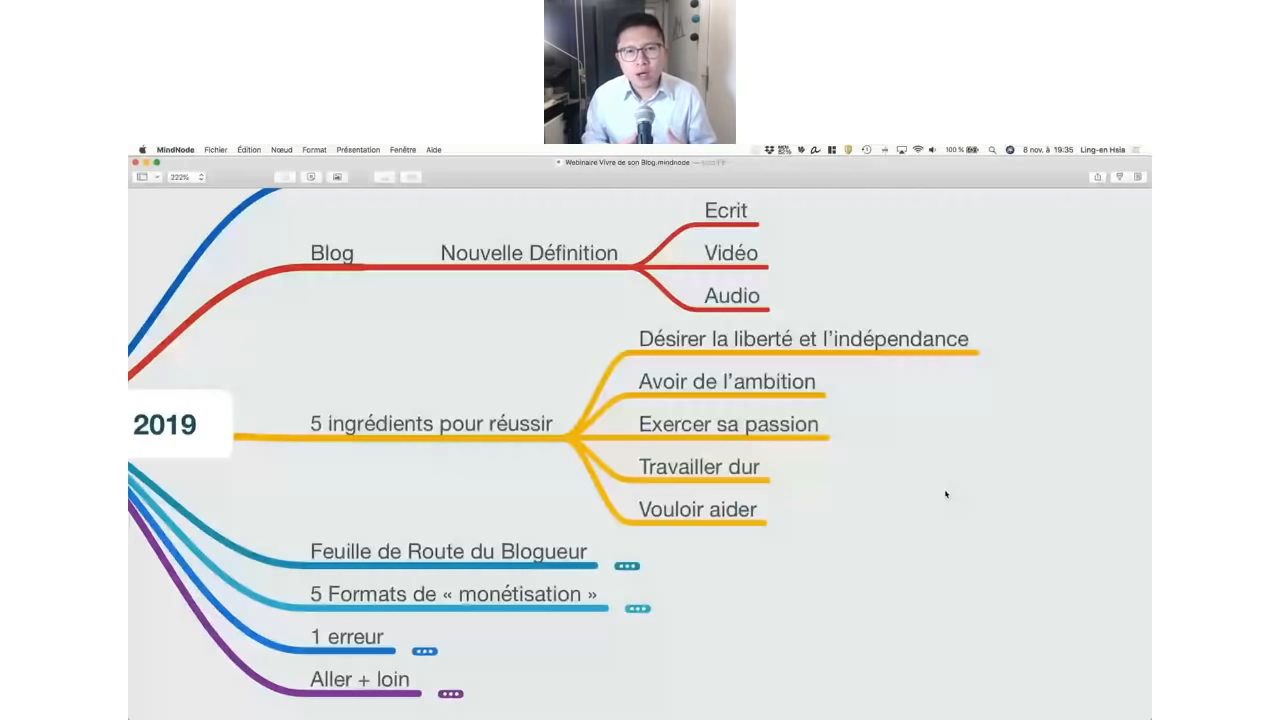 MindNode Fichier Édition Nœud Format Présentation Fenêtre Aide
100 % 8 nov. à 19:35 Ling-en Hsia
Webinaire Vivre de son Blog.mindnode
222%
Ecrit
Blog Nouvelle Définition Vidéo
Audio
Désirer la liberté et l'indépendance
Avoir de l'ambition
2019 5 ingrédients pour réussir Exercer sa passion
Travailler dur
Vouloir aider
Feuille de Route du Blogueur
5 Formats de « monétisation »
1 erreur
Aller + loin